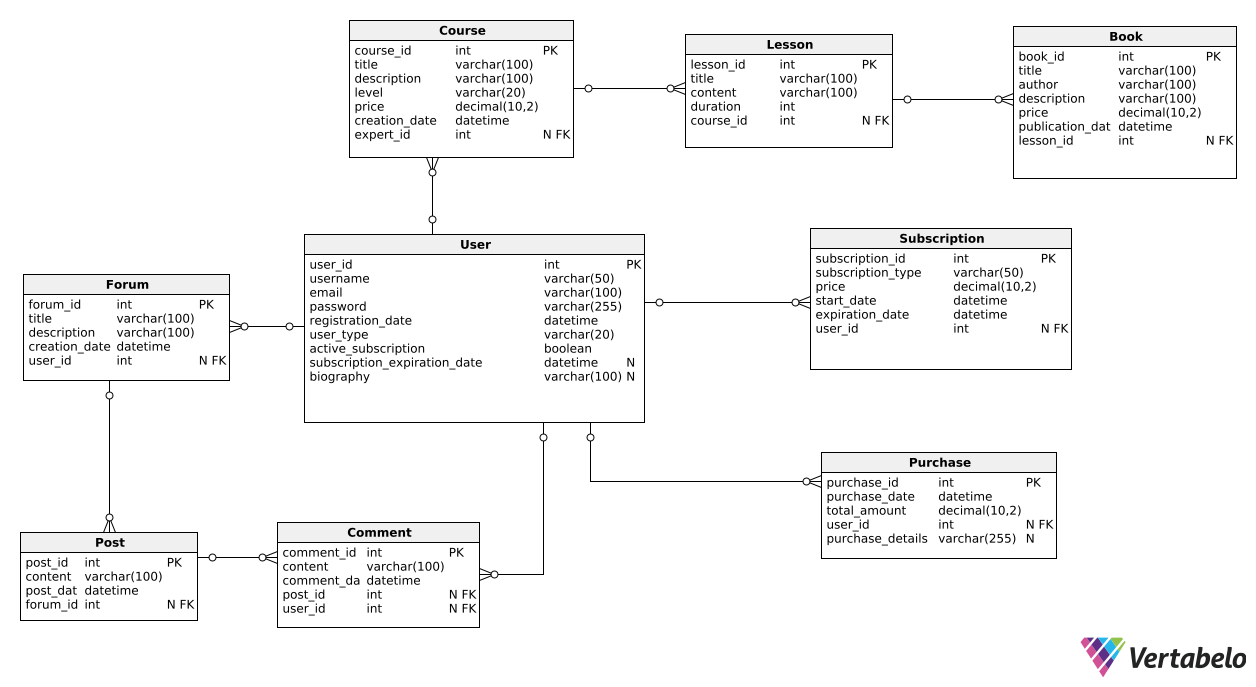 Course
course_id int PK
title varchar(100)
description varchar(100)
level varchar(20)
price decimal(10,2)
creation_date datetime
expert_id int N FK
Lesson
lesson_id int PK
title varchar(100)
content varchar(100)
duration int
course_id int N FK
Book
book_id int PK
title varchar(100)
author varchar(100)
description varchar(100)
price decimal(10,2)
publication_dat datetime
lesson_id int N FK
User
user_id int PK
username varchar(50)
email varchar(100)
password varchar(255)
registration_date datetime
user_type varchar(20)
active_subscription boolean
subscription_expiration_date datetime N
biography varchar(100) N
Subscription
subscription_id int PK
subscription_type varchar(50)
price decimal(10,2)
start_date datetime
expiration_date datetime
user_id int N FK
Forum
forum_id int PK
title varchar(100)
description varchar(100)
creation_date datetime
user_id int N FK
Purchase
purchase_id int PK
purchase_date datetime
total_amount decimal(10,2)
user_id int N FK
purchase_details varchar(255) N
Post
post_id int PK
content varchar(100)
post_dat datetime
forum_id int N FK
Comment
comment_id int PK
content varchar(100)
comment_da datetime
post_id int N FK
user_id int N FK
Vertabelo